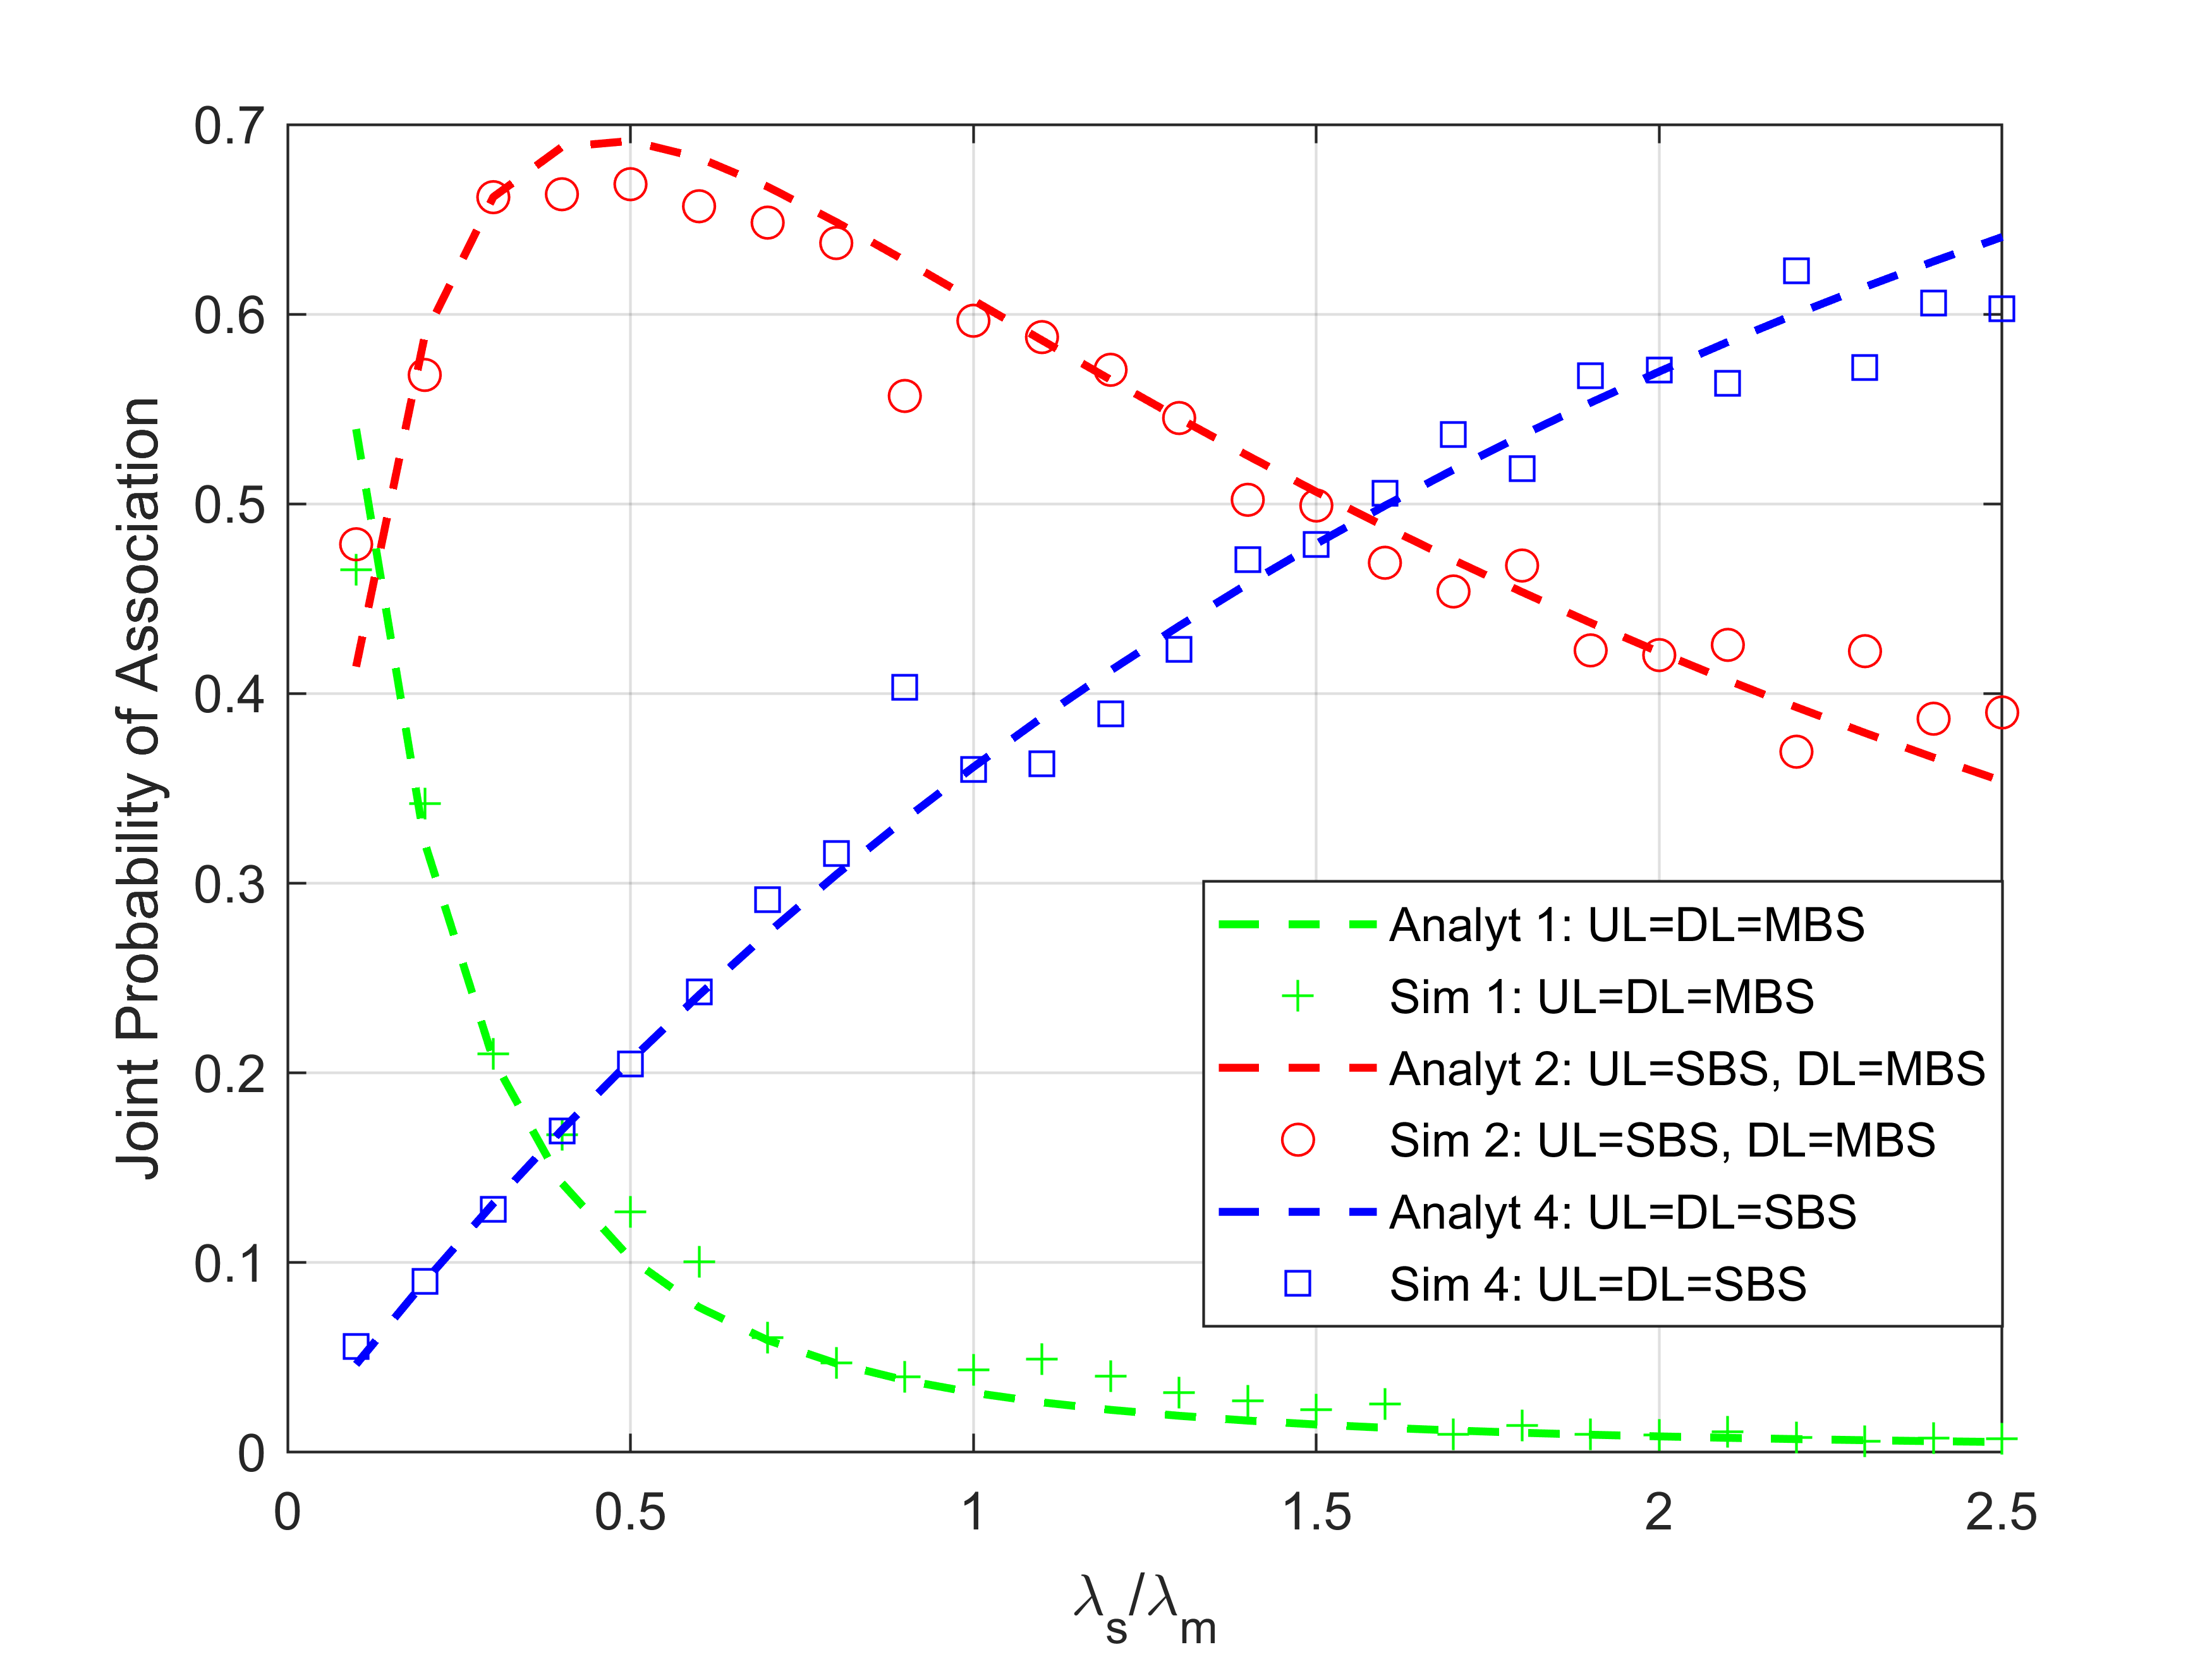 0.7
0.6
0.5
0.4
0.3
0.2
0.1
0
Joint Probability of Association
Analyt 1: UL=DL=MBS
Sim 1: UL=DL=MBS
Analyt 2: UL=SBS, DL=MBS
Sim 2: UL=SBS, DL=MBS
Analyt 4: UL=DL=SBS
Sim 4: UL=DL=SBS
0 0.5 1 1.5 2 2.5
λs/λm